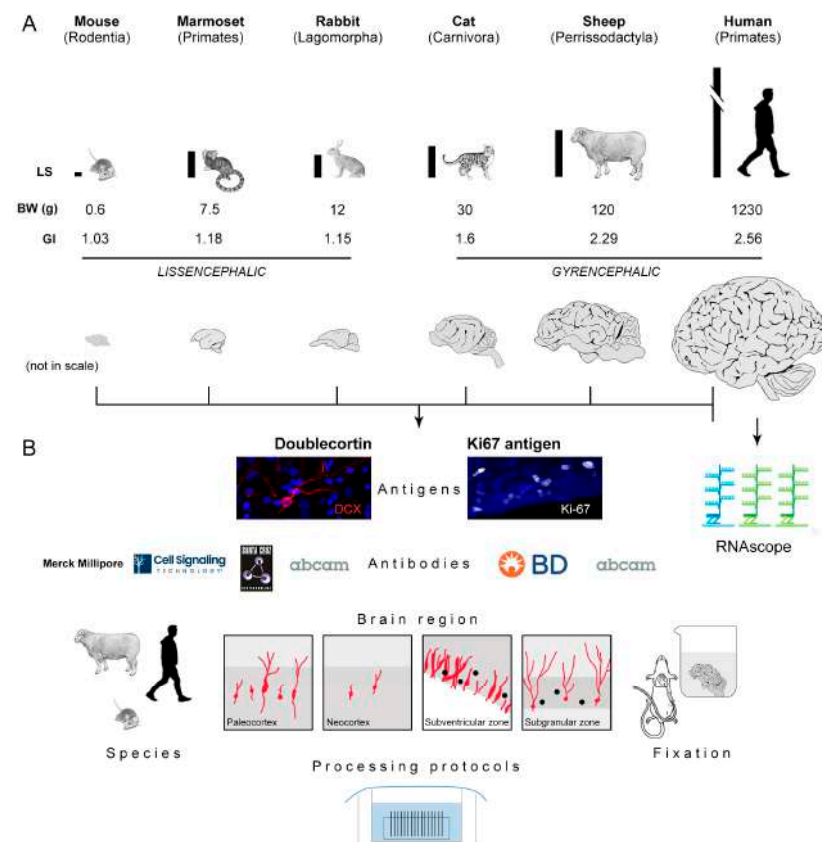 A
Mouse Marmoset Rabbit Cat Sheep Human
(Rodentia) (Primates) (Lagomorpha) (Carnivora) (Perrissodactyla) (Primates)
LS
BW (g) 0.6 7.5 12 30 120 1230
GI 1.03 1.18 1.15 1.6 2.29 2.56
LISSENCEPHALIC GYRENCEPHALIC
(not in scale)
B
Doublecortin Ki67 antigen
Antigens
DCX Ki-67
RNAscope
Merck Millipore Cell Signaling TECHNOLOGY SANTA CRUZ abcam Antibodies BD abcam
Brain region
Paleocortex Neocortex Subventricular zone Subgranular zone
Species Fixation
Processing protocols